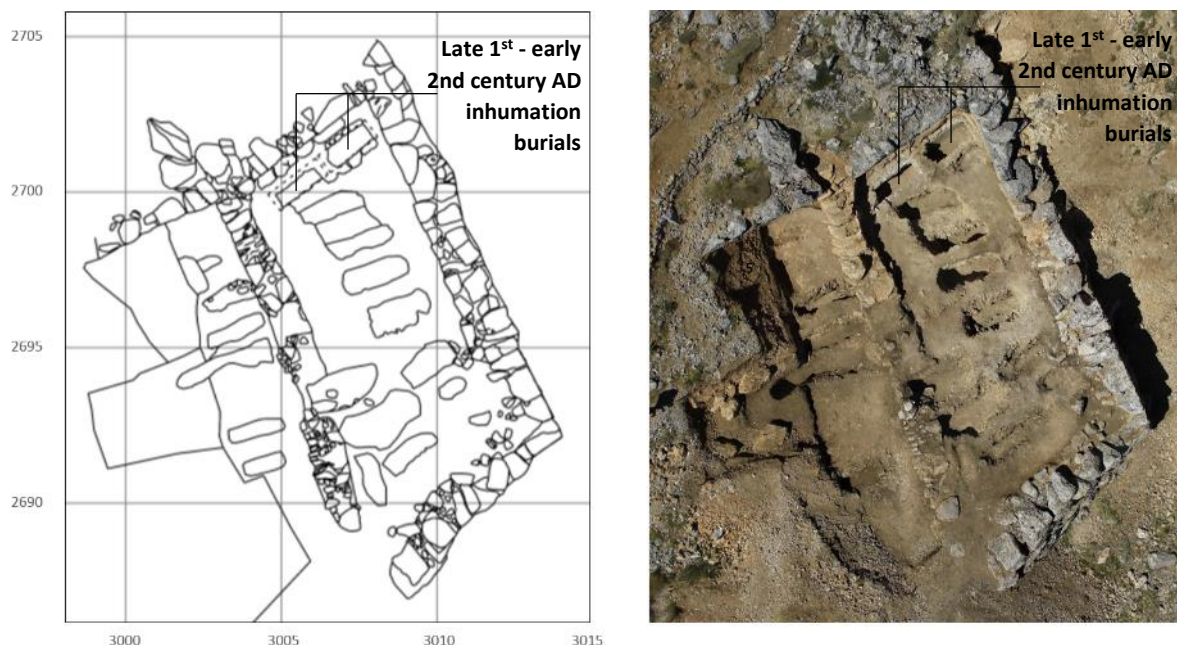 2705
2700
2695
2690
3000
3005
3010
3015
Late 1st - early
2nd century AD
inhumation
burials
Late 1st - early
2nd century AD
inhumation
burials